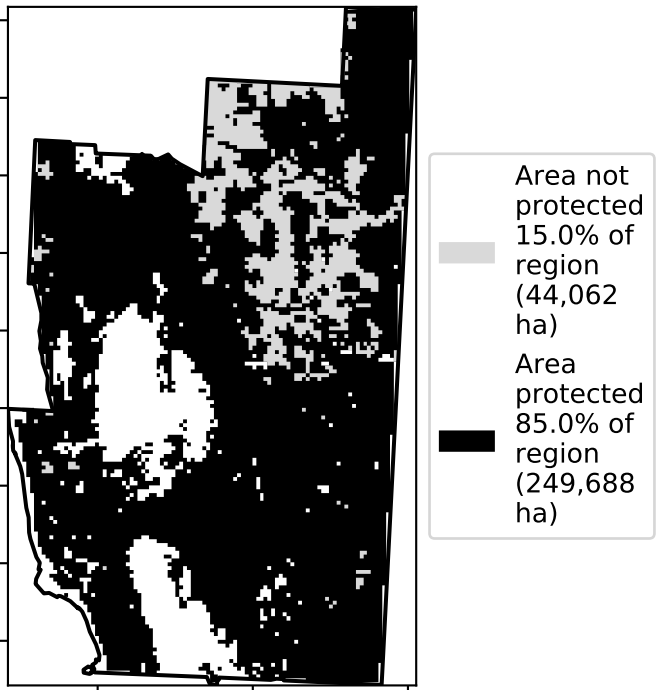 Area not
protected
15.0% of
region
(44,062
ha)
Area
protected
85.0% of
region
(249,688
ha)